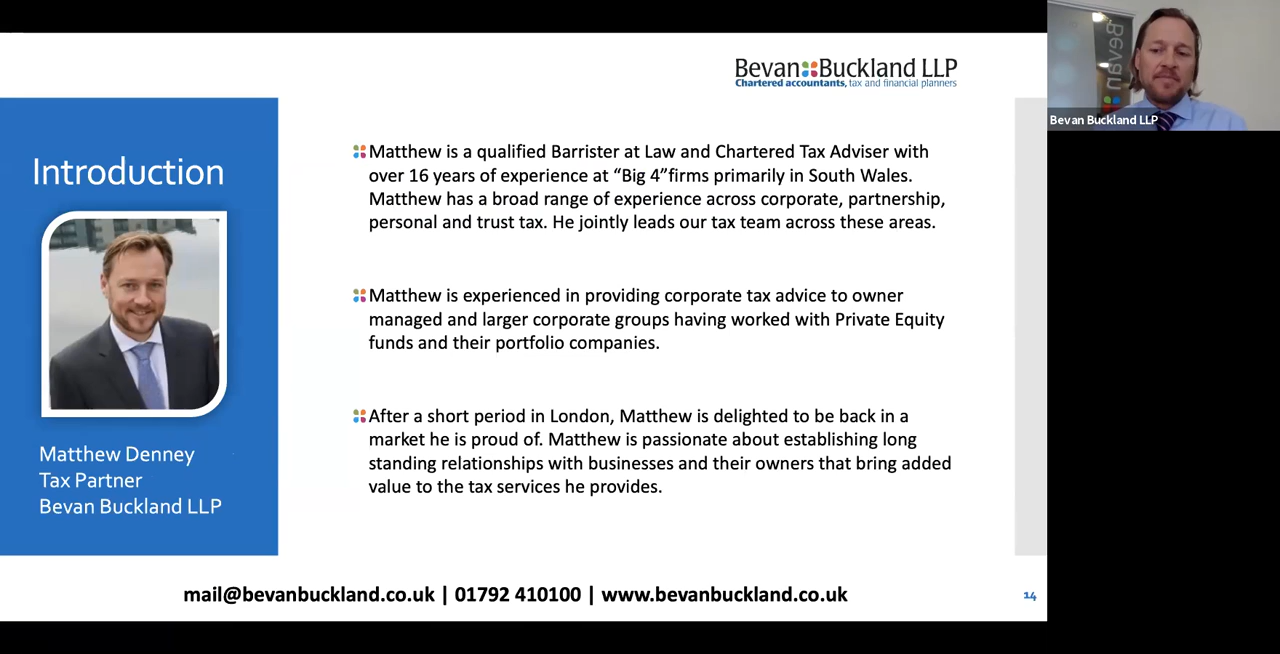 Bevan Buckland LLP
Chartered accountants, tax and financial planners
Bevan
Bevan Buckland LLP
Introduction
Matthew Denney
Tax Partner
Bevan Buckland LLP
Matthew is a qualified Barrister at Law and Chartered Tax Adviser with
over 16 years of experience at “Big 4”firms primarily in South Wales.
Matthew has a broad range of experience across corporate, partnership,
personal and trust tax. He jointly leads our tax team across these areas.
Matthew is experienced in providing corporate tax advice to owner
managed and larger corporate groups having worked with Private Equity
funds and their portfolio companies.
After a short period in London, Matthew is delighted to be back in a
market he is proud of. Matthew is passionate about establishing long
standing relationships with businesses and their owners that bring added
value to the tax services he provides.
mail@bevanbuckland.co.uk | 01792 410100 | www.bevanbuckland.co.uk
14